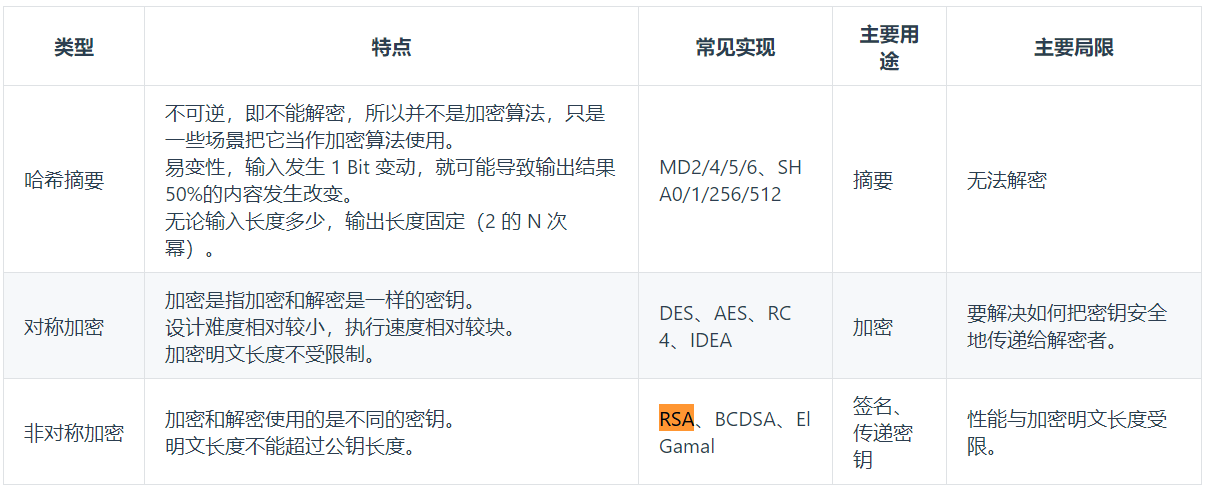 类型
特点
常见实现
主要用
途
主要局限
哈希摘要
不可逆，即不能解密，所以并不是加密算法，只是
一些场景把它当作加密算法使用。
易变性，输入发生 1 Bit 变动，就可能导致输出结果
50%的内容发生改变。
无论输入长度多少，输出长度固定（2 的 N 次
幂）。
MD2/4/5/6、SH
A0/1/256/512
摘要
无法解密
对称加密
加密是指加密和解密是一样的密钥。
设计难度相对较小，执行速度相对较块。
加密明文长度不受限制。
DES、AES、RC
4、IDEA
加密
要解决如何把密钥安全
地传递给解密者。
非对称加密
加密和解密使用的是不同的密钥。
明文长度不能超过公钥长度。
RSA、BCDSA、El
Gamal
签名、
传递密
钥
性能与加密明文长度受
限。